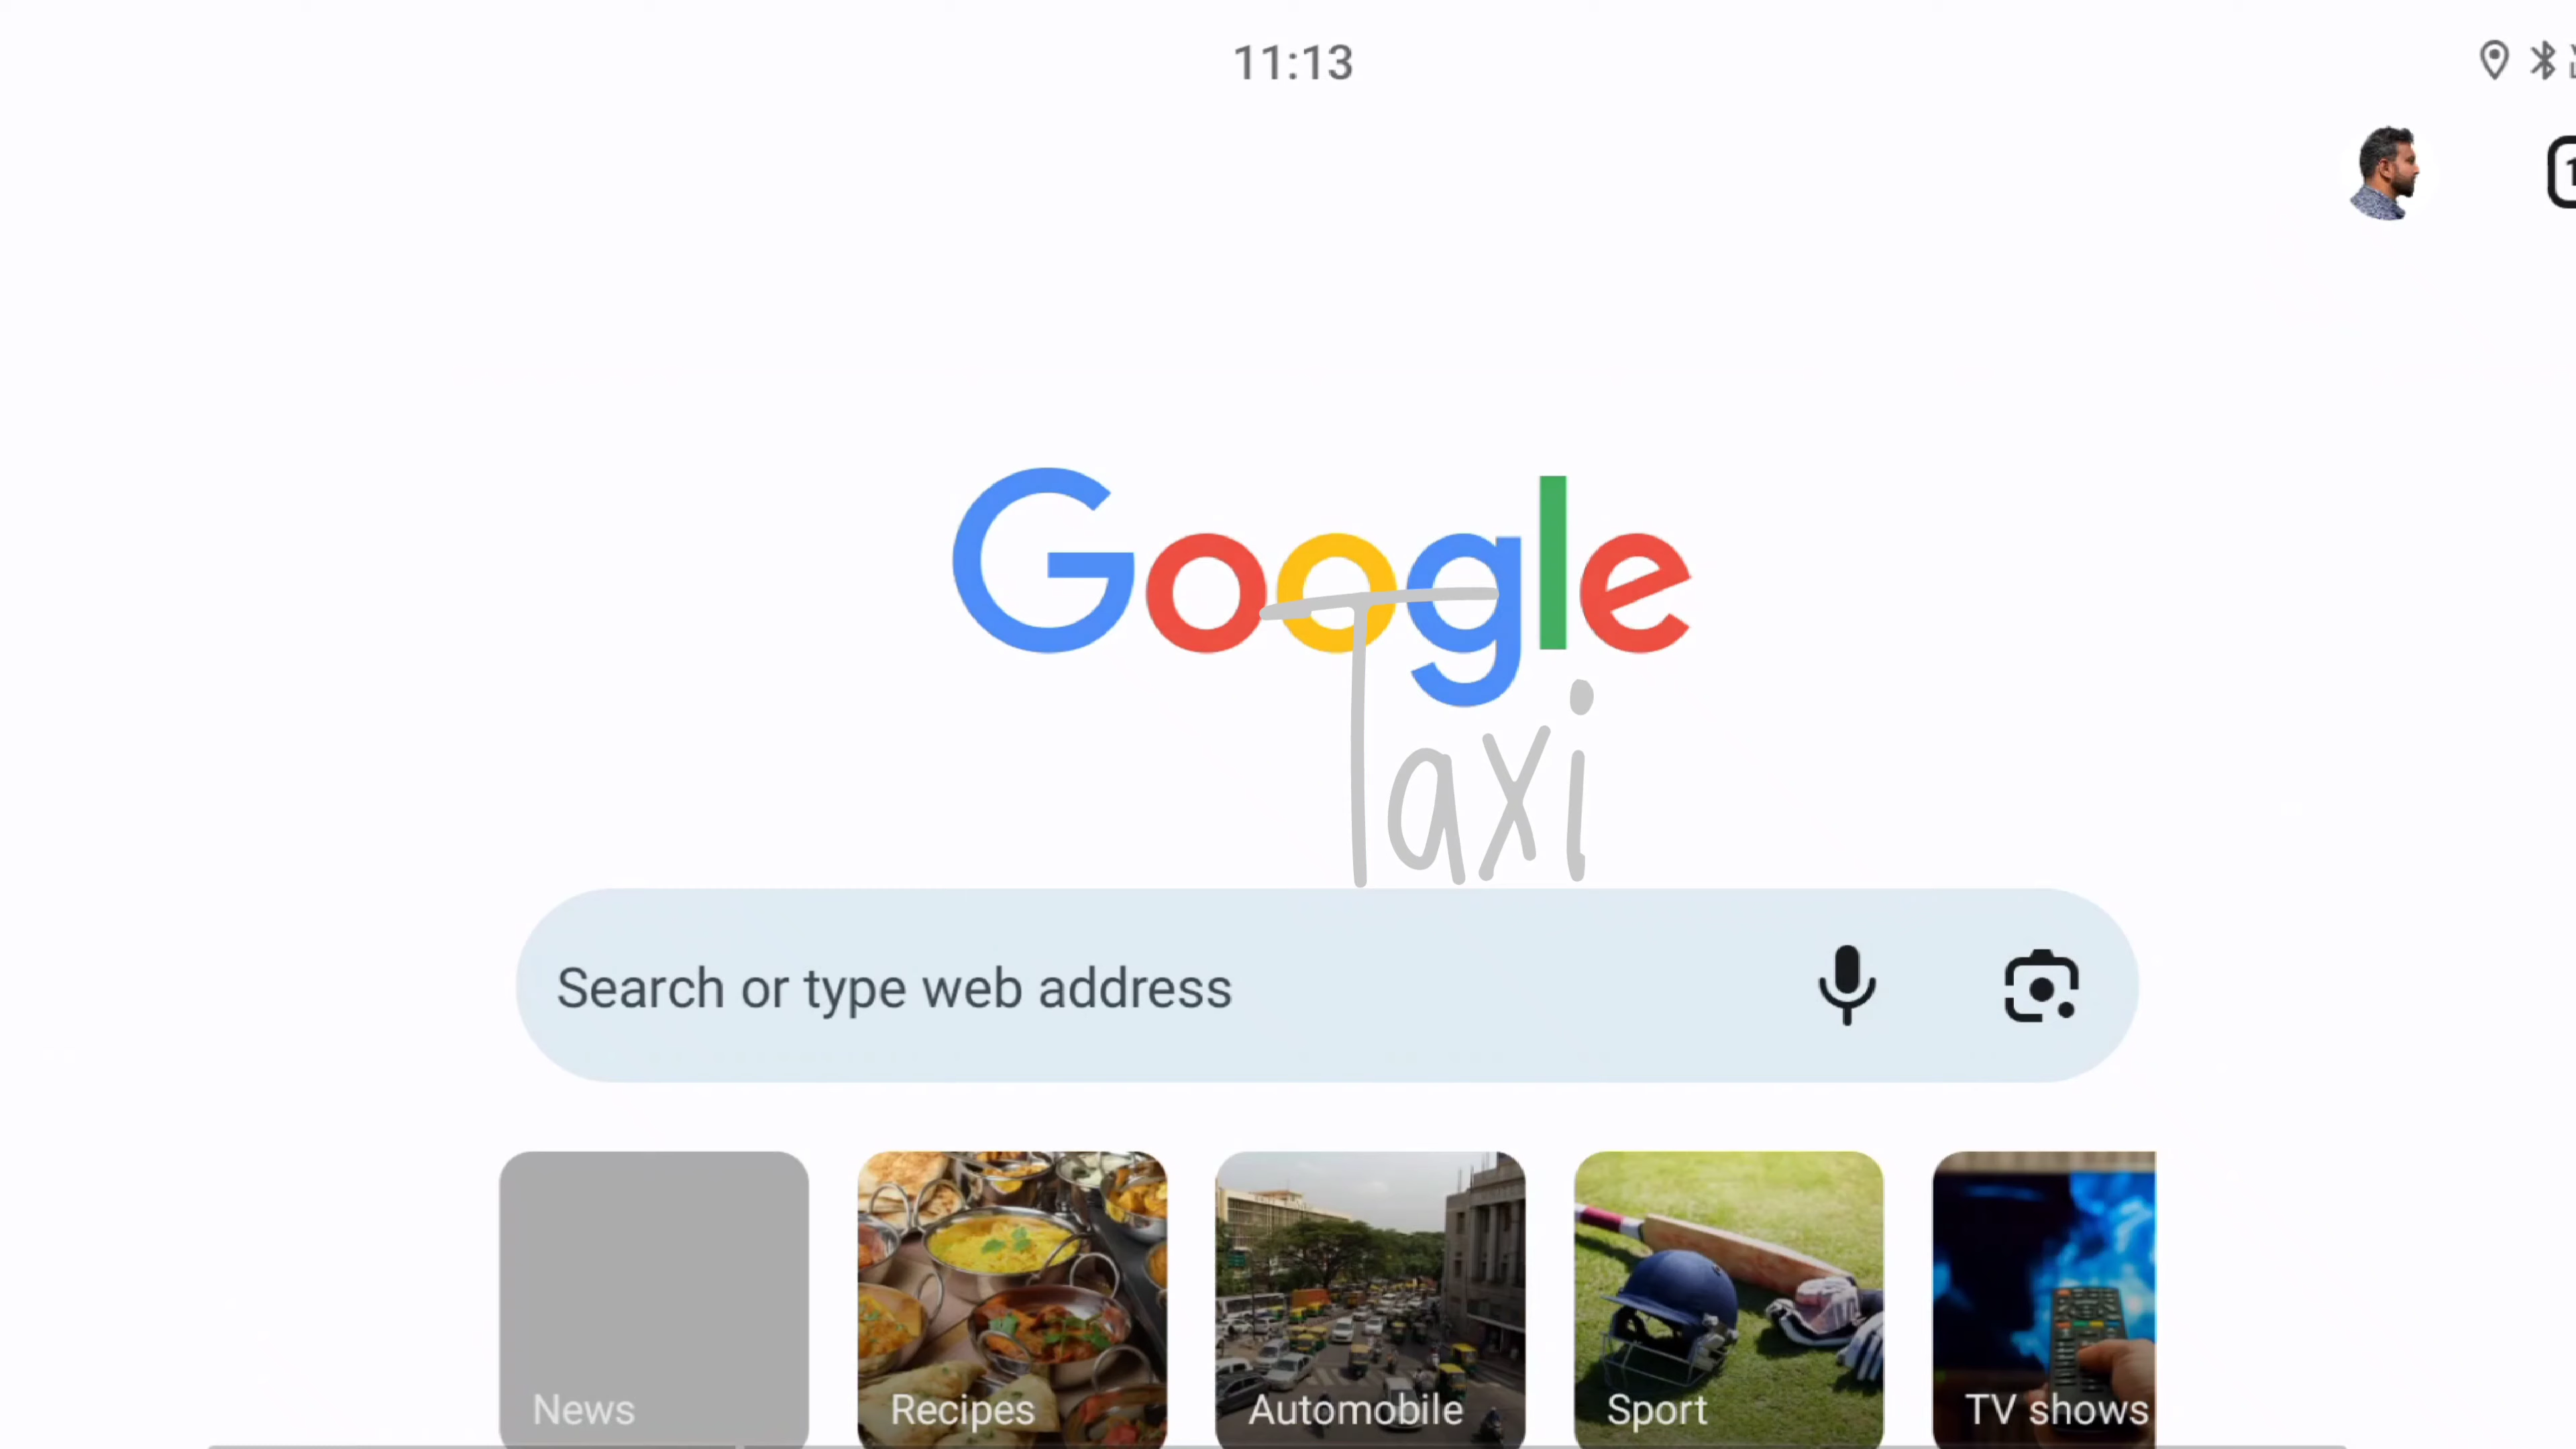 11:13
Google
Taxi
Search or type web address
News
Recipes
Automobile
Sport
TV shows